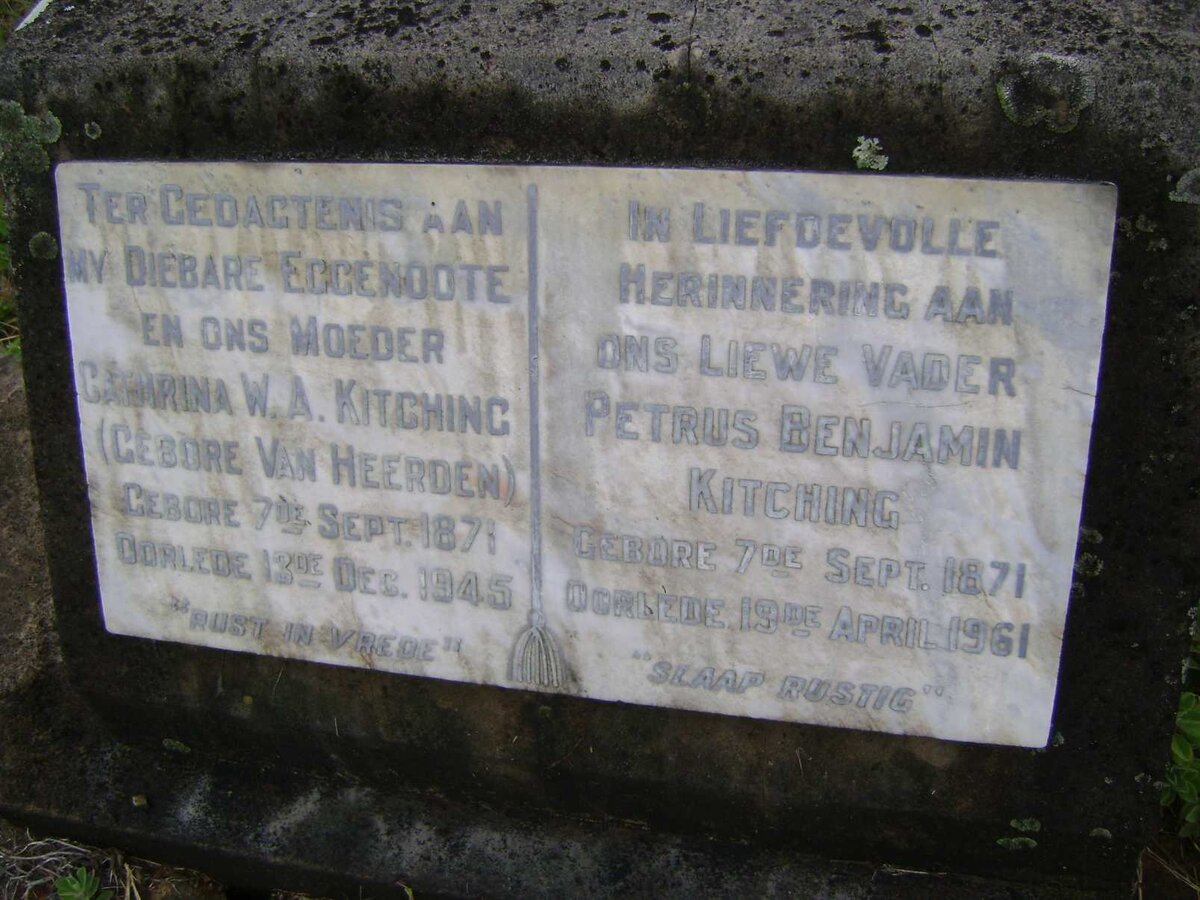 TER GEDAGTENIS AAN
MY DIEBARE EGGENOOTE
EN ONS MOEDER
CATHRINA W. A. KITCHING
(GEBORE VAN HEERDEN)
GEBORE 7DE SEPT. 1871
OORLEDE 13DE DEC. 1945
"RUST IN VREDE"
IN LIEFDEVOLLE
HERINNERING AAN
ONS LIEWE VADER
PETRUS BENJAMIN
KITCHING
GEBORE 7DE SEPT. 1871
OORLEDE 19DE APRIL 1961
"SLAAP RUSTIG"